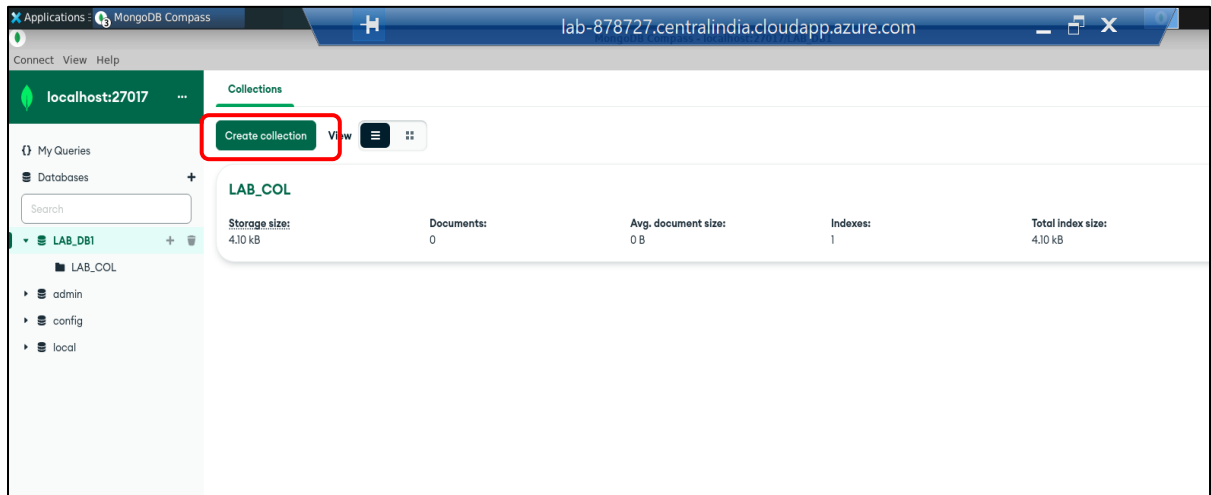 Applications
MongoDB Compass
lab-878727.centralindia.cloudapp.azure.com
Connect View Help
localhost:27017 ...
Collections
Create collection
View
{} My Queries
Databases +
Search
LAB_DB1 +
LAB_COL
admin
config
local
LAB_COL
Storage size: Documents: Avg. document size: Indexes: Total index size:
4.10 kB 0 0 B 1 4.10 kB